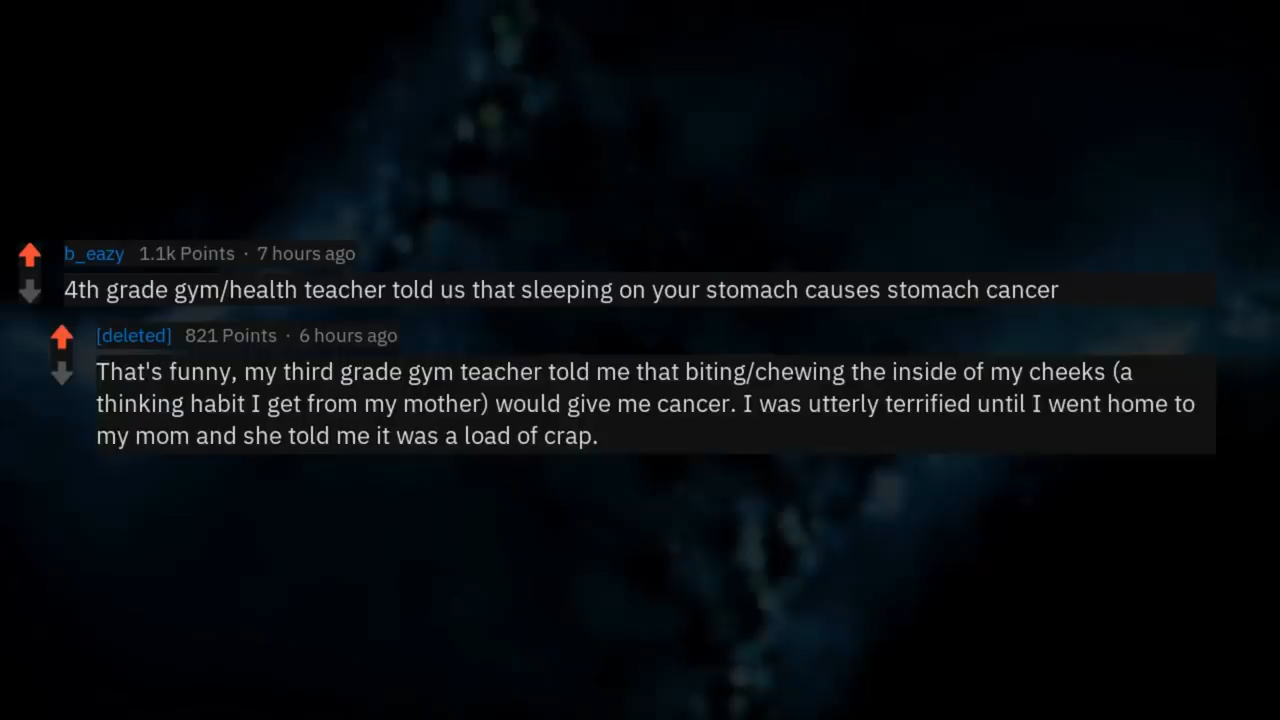 b_eazy 1.1k Points · 7 hours ago
4th grade gym/health teacher told us that sleeping on your stomach causes stomach cancer
[deleted] 821 Points · 6 hours ago
That's funny, my third grade gym teacher told me that biting/chewing the inside of my cheeks (a
thinking habit I get from my mother) would give me cancer. I was utterly terrified until I went home to
my mom and she told me it was a load of crap.